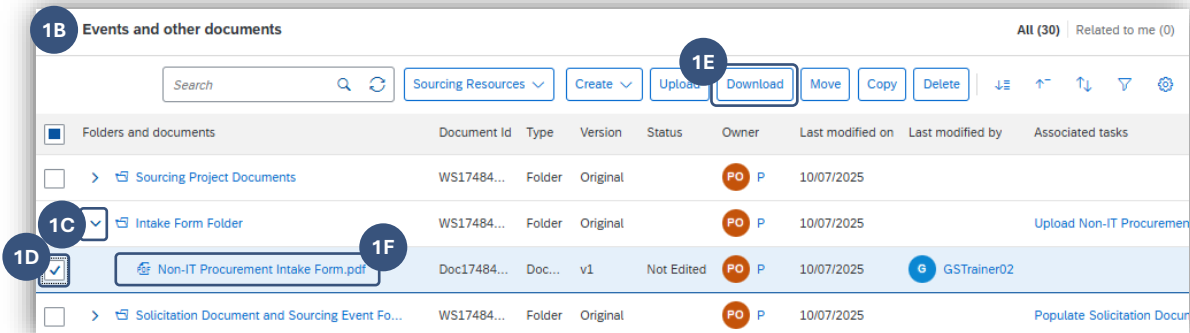 1B Events and other documents All (30) Related to me (0)
1E
Search Sourcing Resources Create Upload Download Move Copy Delete
Folders and documents Document Id Type Version Status Owner Last modified on Last modified by Associated tasks
Sourcing Project Documents WS17484... Folder Original PO P 10/07/2025
1C Intake Form Folder WS17484... Folder Original PO P 10/07/2025 Upload Non-IT Procuremen
1F
1D Non-IT Procurement Intake Form.pdf Doc17484... Doc... v1 Not Edited PO P 10/07/2025 G GSTrainer02
Solicitation Document and Sourcing Event Fo... WS17484... Folder Original PO P 10/07/2025 Populate Solicitation Docum